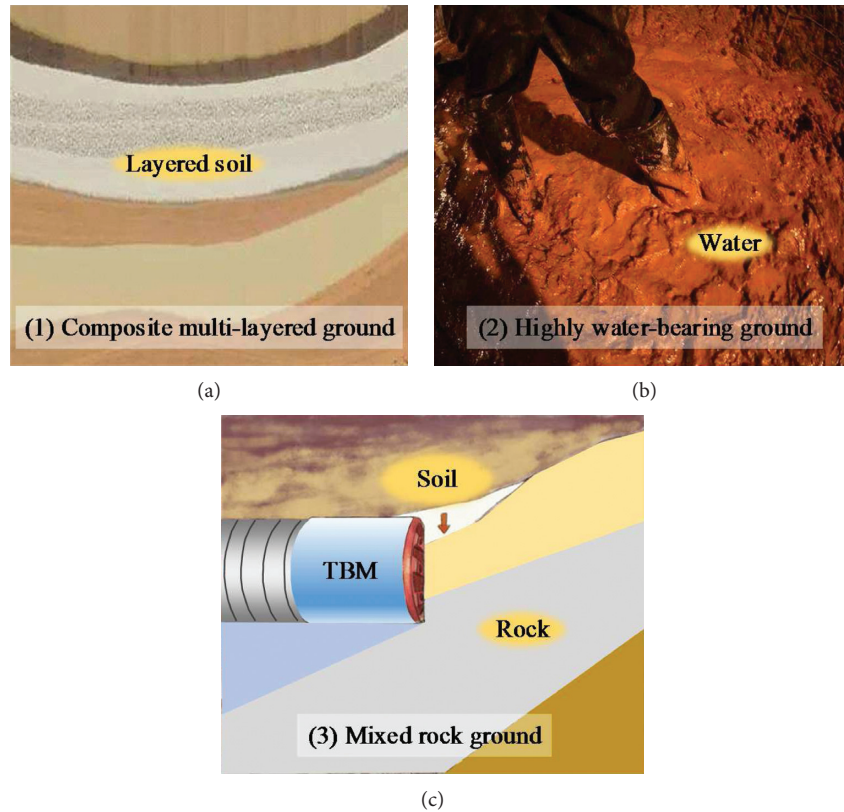 Layered soil
(1) Composite multi-layered ground
(a)
Water
(2) Highly water-bearing ground
(b)
Soil
TBM
Rock
(3) Mixed rock ground
(c)